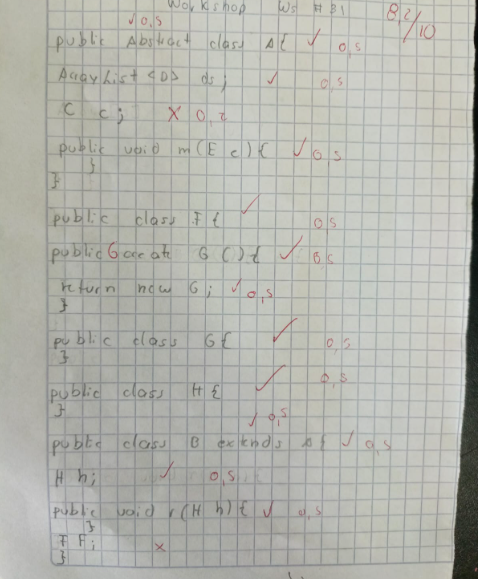 Workshop WS # 31 8,2/10
✓ 0,5
public Abstract class A{ ✓ 0,5
ArrayList <D> ds; ✓ 0,5
C c; X 0,2
public void m(E e){ ✓ 0,5
}
}
public class F{ ✓ 0,5
public G create G(){ ✓ 0,5
return new G; ✓ 0,5
}
public class G{ ✓ 0,5
}
public class H{ ✓ 0,5
}
✓ 0,5
public class B extends A{ ✓ 0,5
H h; ✓ 0,5
public void r(H h){ ✓ 0,5
}
F F; x
}